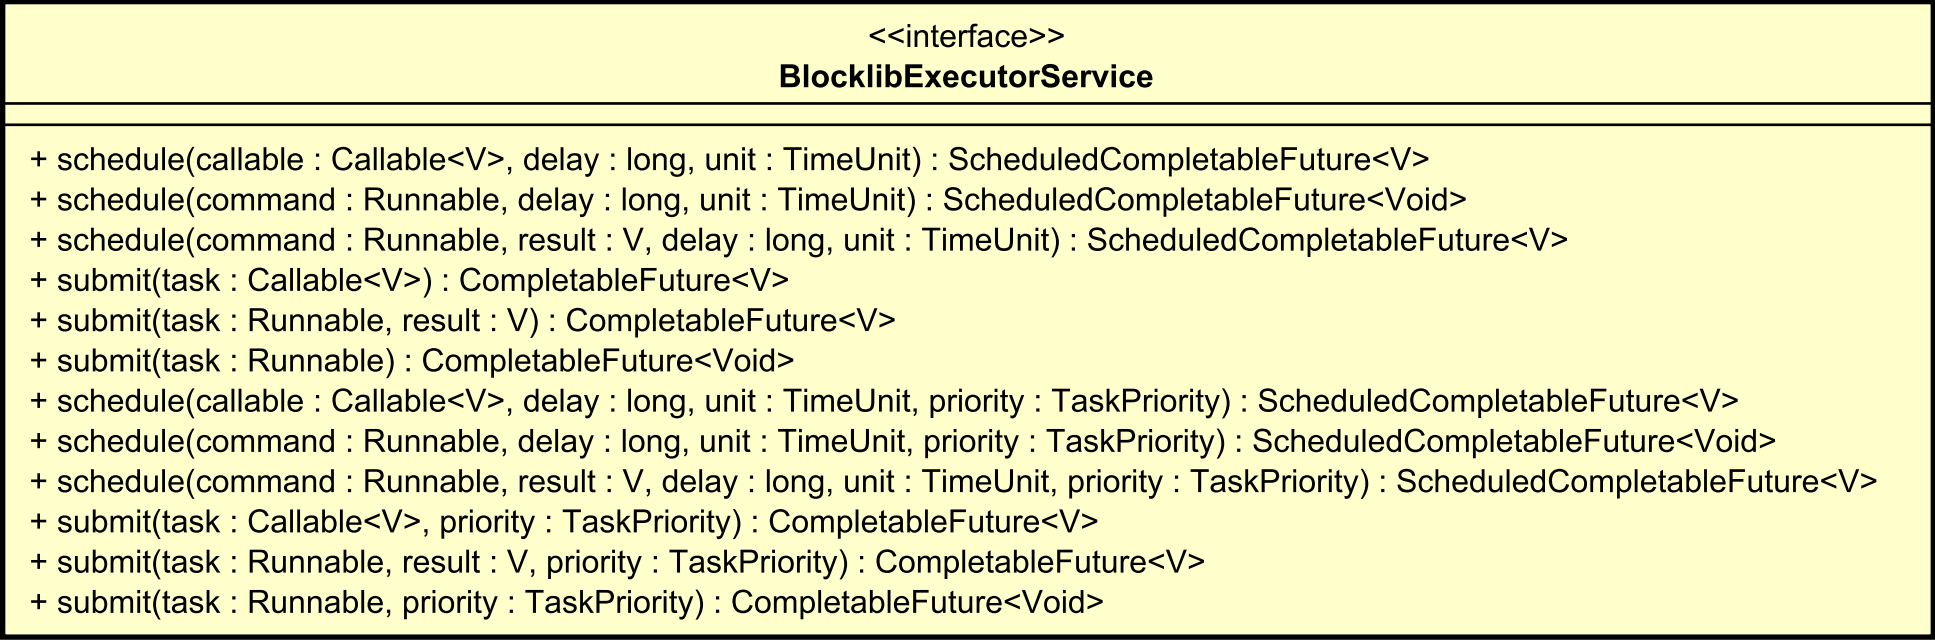 <<interface>>
BlocklibExecutorService
+ schedule(callable : Callable<V>, delay : long, unit : TimeUnit) : ScheduledCompletableFuture<V>
+ schedule(command : Runnable, delay : long, unit : TimeUnit) : ScheduledCompletableFuture<Void>
+ schedule(command : Runnable, result : V, delay : long, unit : TimeUnit) : ScheduledCompletableFuture<V>
+ submit(task : Callable<V>) : CompletableFuture<V>
+ submit(task : Runnable, result : V) : CompletableFuture<V>
+ submit(task : Runnable) : CompletableFuture<Void>
+ schedule(callable : Callable<V>, delay : long, unit : TimeUnit, priority : TaskPriority) : ScheduledCompletableFuture<V>
+ schedule(command : Runnable, delay : long, unit : TimeUnit, priority : TaskPriority) : ScheduledCompletableFuture<Void>
+ schedule(command : Runnable, result : V, delay : long, unit : TimeUnit, priority : TaskPriority) : ScheduledCompletableFuture<V>
+ submit(task : Callable<V>, priority : TaskPriority) : CompletableFuture<V>
+ submit(task : Runnable, result : V, priority : TaskPriority) : CompletableFuture<V>
+ submit(task : Runnable, priority : TaskPriority) : CompletableFuture<Void>